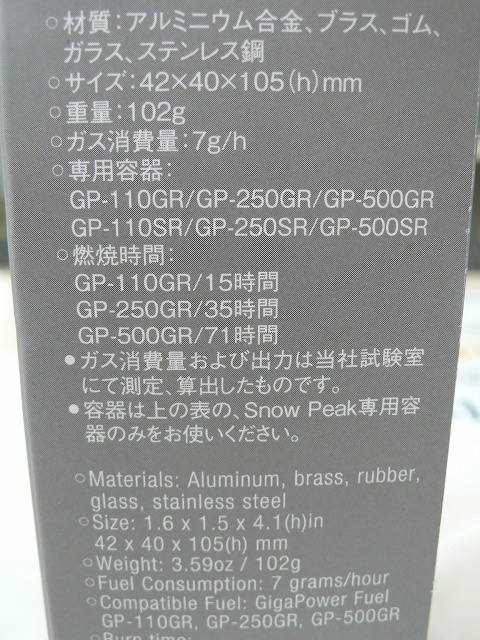 ○材質：アルミニウム合金、ブラス、ゴム、
ガラス、ステンレス鋼
○サイズ：42×40×105(h)mm
○重量：102g
○ガス消費量：7g/h
○専用容器：
GP-110GR/GP-250GR/GP-500GR
GP-110SR/GP-250SR/GP-500SR
○燃焼時間：
GP-110GR/15時間
GP-250GR/35時間
GP-500GR/71時間
●ガス消費量および出力は当社試験室
にて測定、算出したものです。
●容器は上の表の、Snow Peak専用容
器のみをお使いください。
○Materials: Aluminum, brass, rubber,
glass, stainless steel
○Size: 1.6 x 1.5 x 4.1(h)in
42 x 40 x 105(h) mm
○Weight: 3.59oz / 102g
○Fuel Consumption: 7 grams/hour
○Compatible Fuel: GigaPower Fuel
GP-110GR, GP-250GR, GP-500GR
○Burn time: